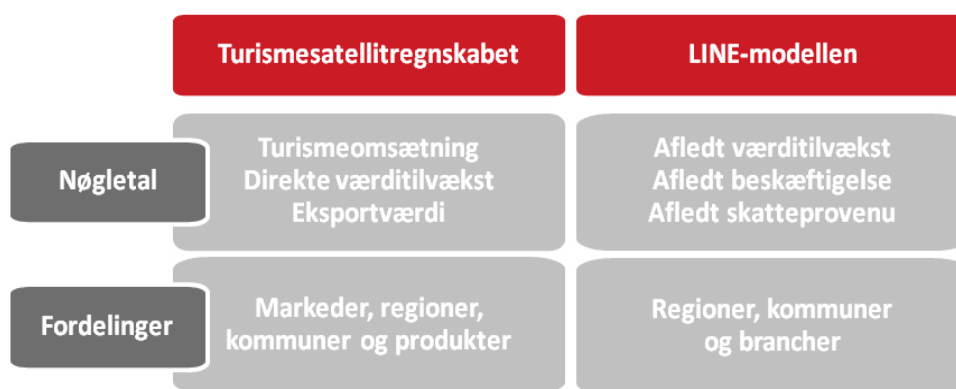 Turismesatellitregnskabet
LINE-modellen
Nøgletal
Turismeomsætning
Direkte værditilvækst
Eksportværdi
Afledt værditilvækst
Afledt beskæftigelse
Afledt skatteprovenu
Fordelinger
Markeder, regioner,
kommuner og produkter
Regioner, kommuner
og brancher